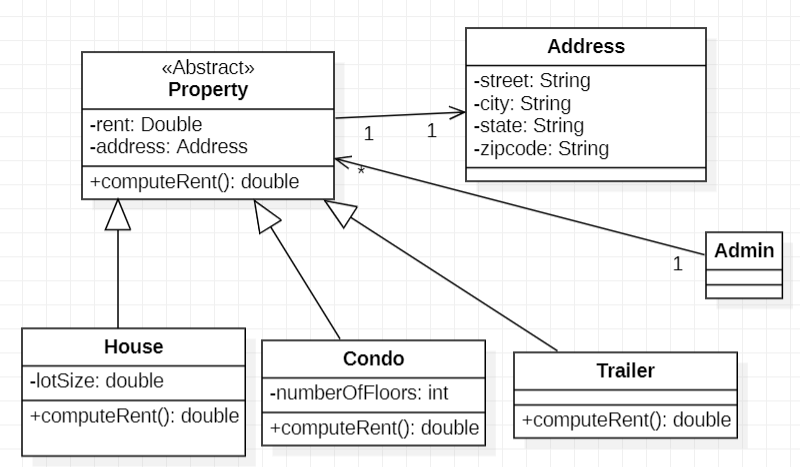 «Abstract»
Property
-rent: Double
-address: Address
+computeRent(): double
Address
-street: String
-city: String
-state: String
-zipcode: String
1
1
*
1
Admin
House
-lotSize: double
+computeRent(): double
Condo
-numberOfFloors: int
+computeRent(): double
Trailer
+computeRent(): double